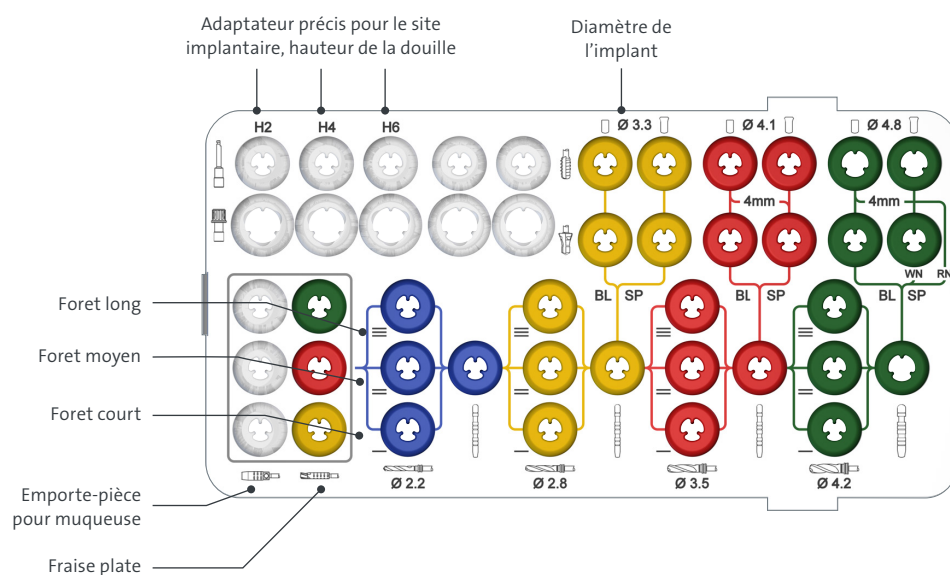 Adaptateur précis pour le site
implantaire, hauteur de la douille
Diamètre de
l'implant
H2
H4
H6
Ø 3.3
Ø 4.1
Ø 4.8
4mm
4mm
WN
RN
BL
SP
BL
SP
BL
SP
Foret long
Foret moyen
Foret court
Emporte-pièce
pour muqueuse
Fraise plate
Ø 2.2
Ø 2.8
Ø 3.5
Ø 4.2